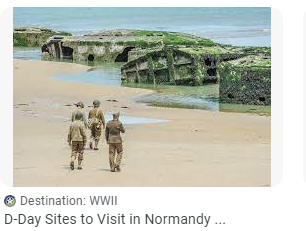 Destination: WWII
D-Day Sites to Visit in Normandy ...